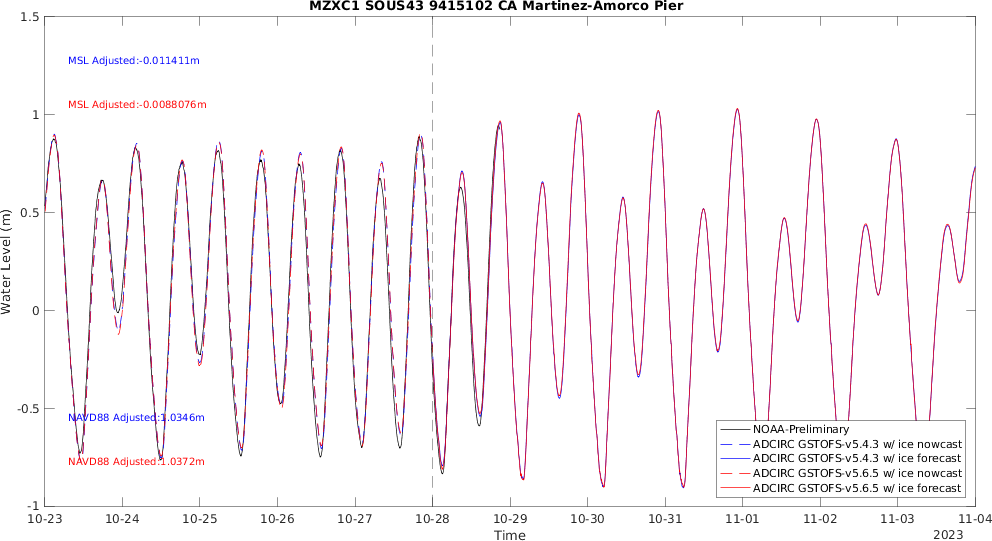 MZXC1 SOUS43 9415102 CA Martinez-Amorco Pier
1.5
1
0.5
0
-0.5
-1
Water Level (m)
MSL Adjusted:-0.011411m
MSL Adjusted:-0.0088076m
NAVD88 Adjusted:1.0346m
NAVD88 Adjusted:1.0372m
NOAA-Preliminary
ADCIRC GSTOFS-v5.4.3 w/ ice nowcast
ADCIRC GSTOFS-v5.4.3 w/ ice forecast
ADCIRC GSTOFS-v5.6.5 w/ ice nowcast
ADCIRC GSTOFS-v5.6.5 w/ ice forecast
10-23 10-24 10-25 10-26 10-27 10-28 10-29 10-30 10-31 11-01 11-02 11-03 11-04
Time
2023